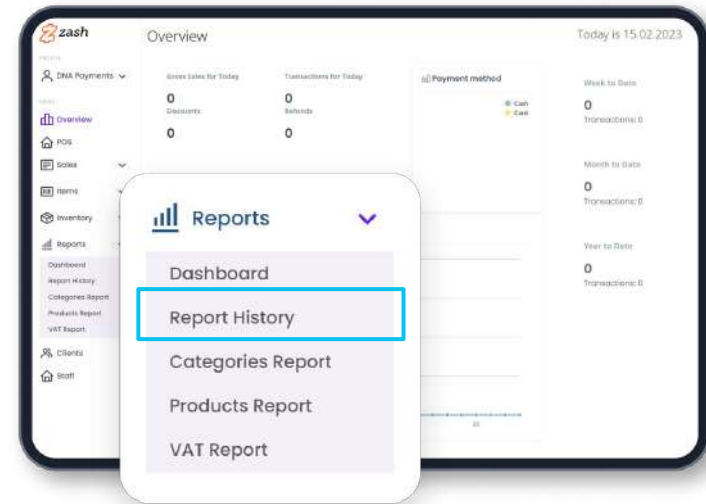 zash
Overview
Today is 15.02.2023
DNA Payments
Gross Sales for Today
Transactions for Today
Payment method
Week to Date
0
0
Cash
0
Discounts
Refunds
Card
Transactions: 0
Overview
0
0
POS
Sales
Month to Date
Items
0
Transactions: 0
Inventory
Reports
Reports
Year to Date
Dashboard
0
Report History
Transactions: 0
Categories Report
Products Report
VAT Report
Clients
Staff
Dashboard
Report History
Categories Report
Products Report
VAT Report